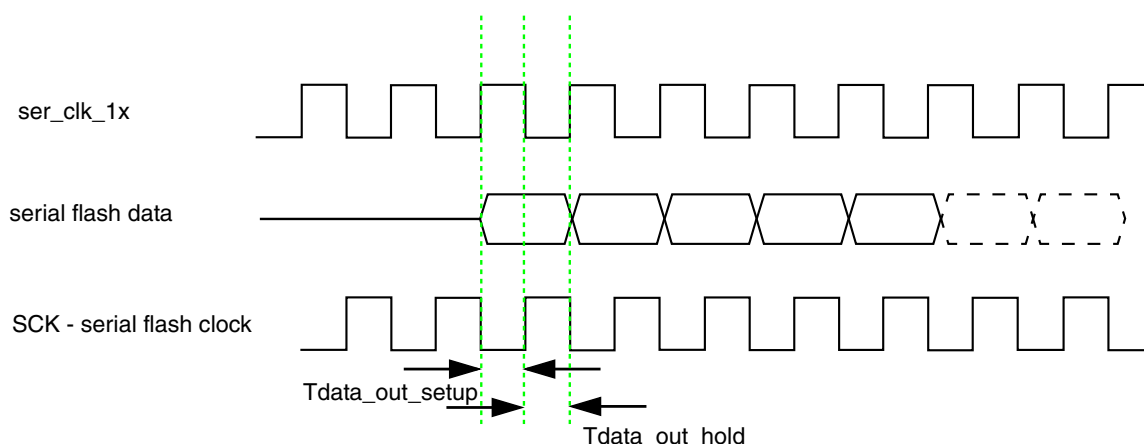 ser_clk_1x
serial flash data
SCK - serial flash clock
Tdata_out_setup
Tdata_out_hold